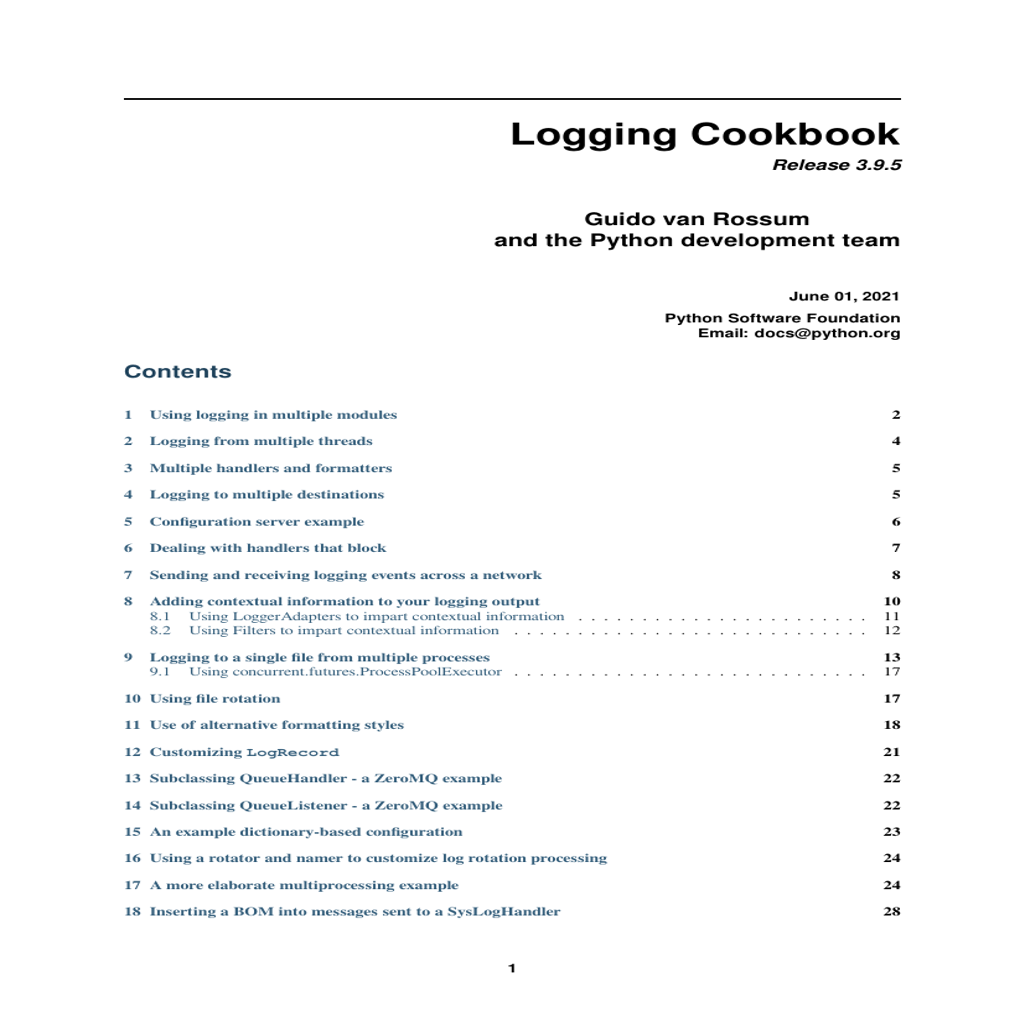 Logging Cookbook
Release 3.9.5
Guido van Rossum
and the Python development team
June 01, 2021
Python Software Foundation
Email: docs@python.org
Contents
1 Using logging in multiple modules 2
2 Logging from multiple threads 4
3 Multiple handlers and formatters 5
4 Logging to multiple destinations 5
5 Configuration server example 6
6 Dealing with handlers that block 7
7 Sending and receiving logging events across a network 8
8 Adding contextual information to your logging output 10
8.1 Using LoggerAdapters to impart contextual information . . . . . . . . . . . . . . . . . . . . . . 11
8.2 Using Filters to impart contextual information . . . . . . . . . . . . . . . . . . . . . . . . . . . 12
9 Logging to a single file from multiple processes 13
9.1 Using concurrent.futures.ProcessPoolExecutor . . . . . . . . . . . . . . . . . . . . . . . . . . . 17
10 Using file rotation 17
11 Use of alternative formatting styles 18
12 Customizing LogRecord 21
13 Subclassing QueueHandler - a ZeroMQ example 22
14 Subclassing QueueListener - a ZeroMQ example 22
15 An example dictionary-based configuration 23
16 Using a rotator and namer to customize log rotation processing 24
17 A more elaborate multiprocessing example 24
18 Inserting a BOM into messages sent to a SysLogHandler 28
1